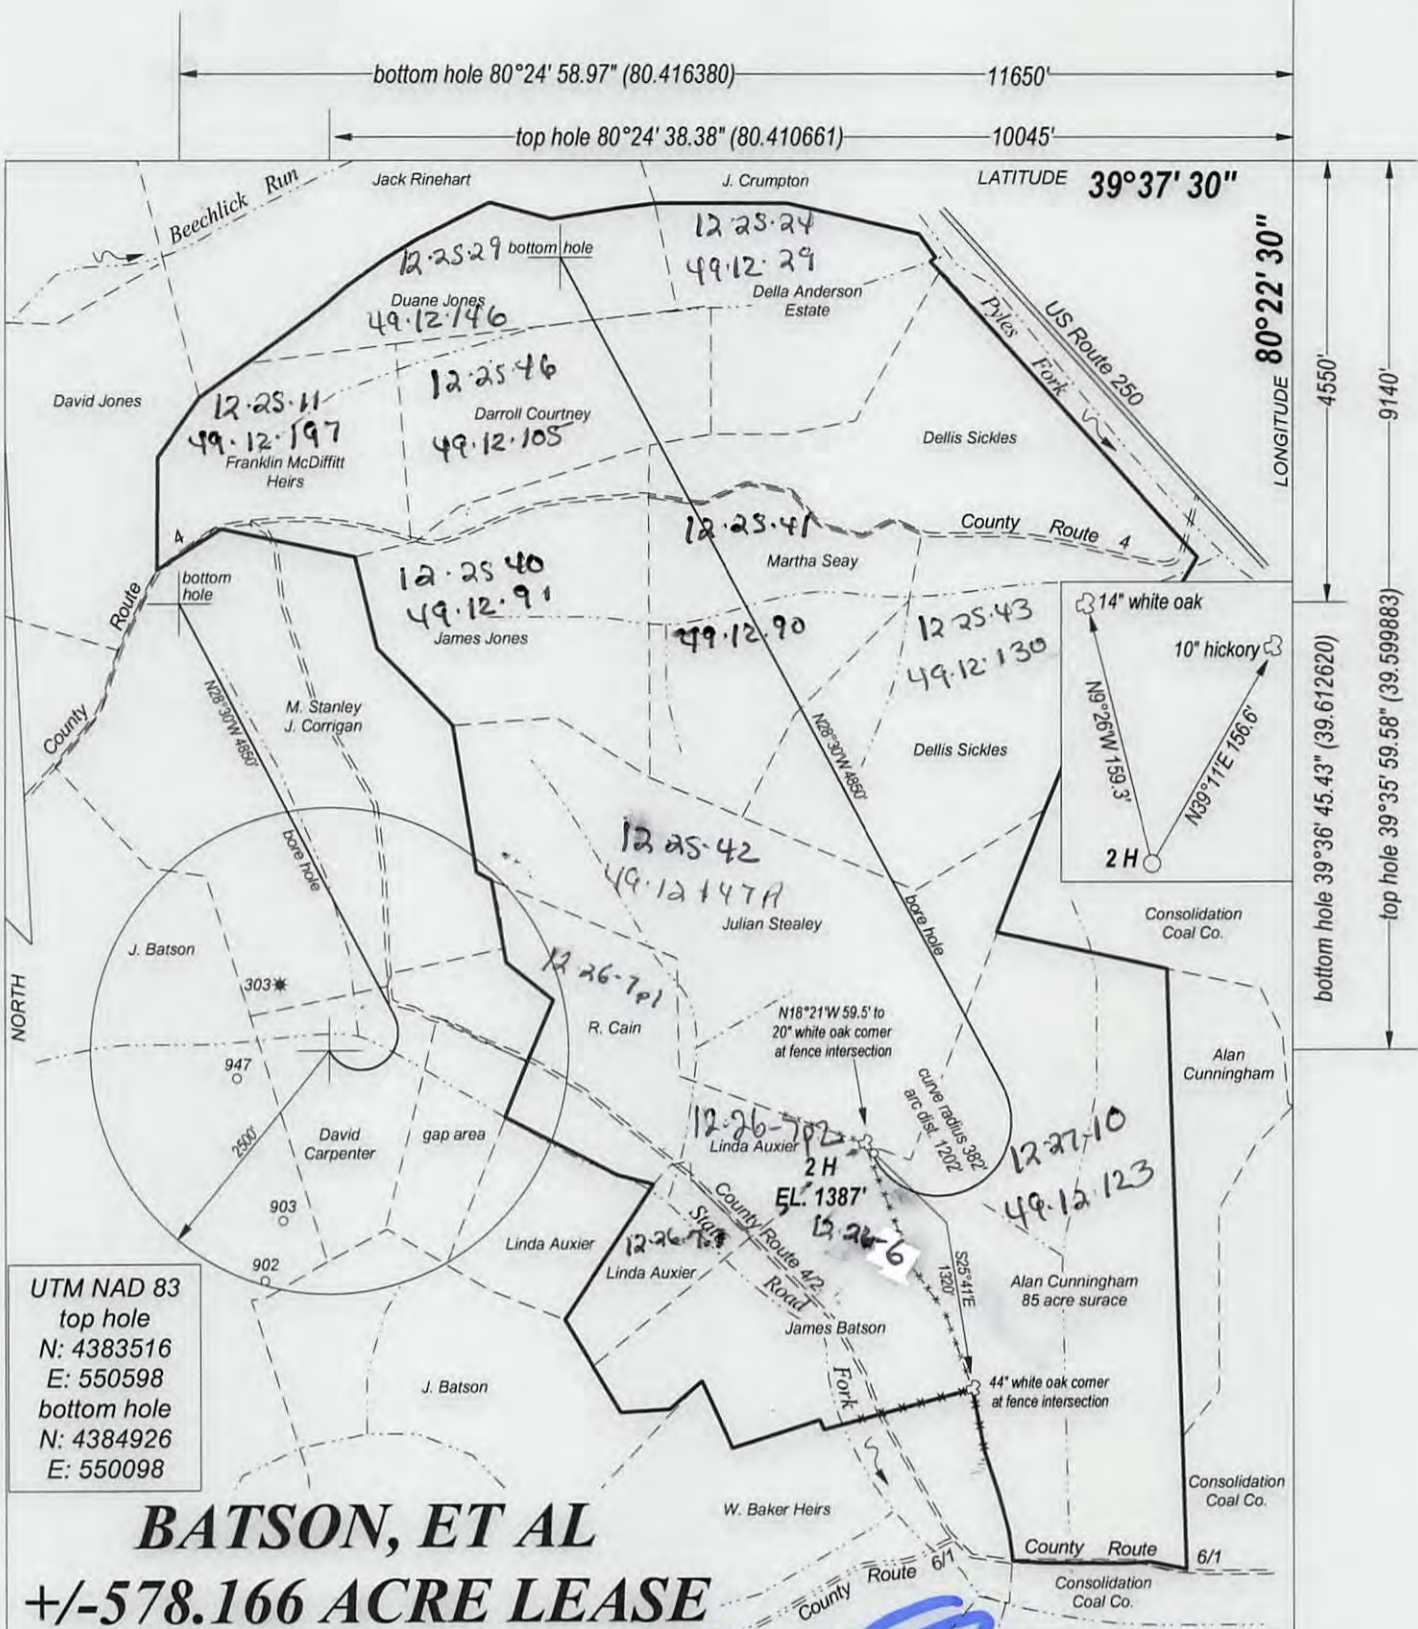 bottom hole 80°24' 58.97" (80.416380) 11650'
top hole 80°24' 38.38" (80.410661) 10045'
LATITUDE 39°37' 30"
LONGITUDE 80°22' 30"
4550'
9140'
bottom hole 39°36' 45.43" (39.612620)
top hole 39°35' 59.58" (39.599883)
Beechlick Run
Jack Rinehart
J. Crumpton
12·25·29
bottom hole
12·25·24
49·12·29
Duane Jones
49·12·146
Della Anderson
Estate
Pyles
Fork
US Route 250
David Jones
12·25·11
49·12·197
Franklin McDiffitt
Heirs
12·25·46
Darroll Courtney
49·12·105
Dellis Sickles
4
County Route
12·25·41
County Route 4
Martha Seay
bottom
hole
12·25 40
49·12·91
James Jones
49·12·90
12 25·43
49·12·130
14" white oak
10" hickory
N9°26'W 159.3'
N39°11'E 156.6'
2 H
N28°30'W 4850'
M. Stanley
J. Corrigan
N28°30'W 4850'
Dellis Sickles
bore hole
12 25·42
49·12 147A
Julian Stealey
bore hole
Consolidation
Coal Co.
J. Batson
303
NORTH
12 26-7p1
R. Cain
N18°21'W 59.5' to
20" white oak corner
at fence intersection
Alan
Cunningham
947
curve radius 382'
arc dist. 1202'
David
Carpenter
gap area
2500'
12-26-7p2
Linda Auxier
2 H
EL. 1387'
12·26-6
12·27·10
49·12·123
903
County Route 4/2
State Road
Fork
Linda Auxier
Linda Auxier
902
S25°41'E
1320'
Alan Cunningham
85 acre surace
James Batson
UTM NAD 83
top hole
N: 4383516
E: 550598
bottom hole
N: 4384926
E: 550098
J. Batson
44" white oak corner
at fence intersection
Consolidation
Coal Co.
W. Baker Heirs
BATSON, ET AL
+/-578.166 ACRE LEASE
County Route 6/1
County Route 6/1
Consolidation
Coal Co.